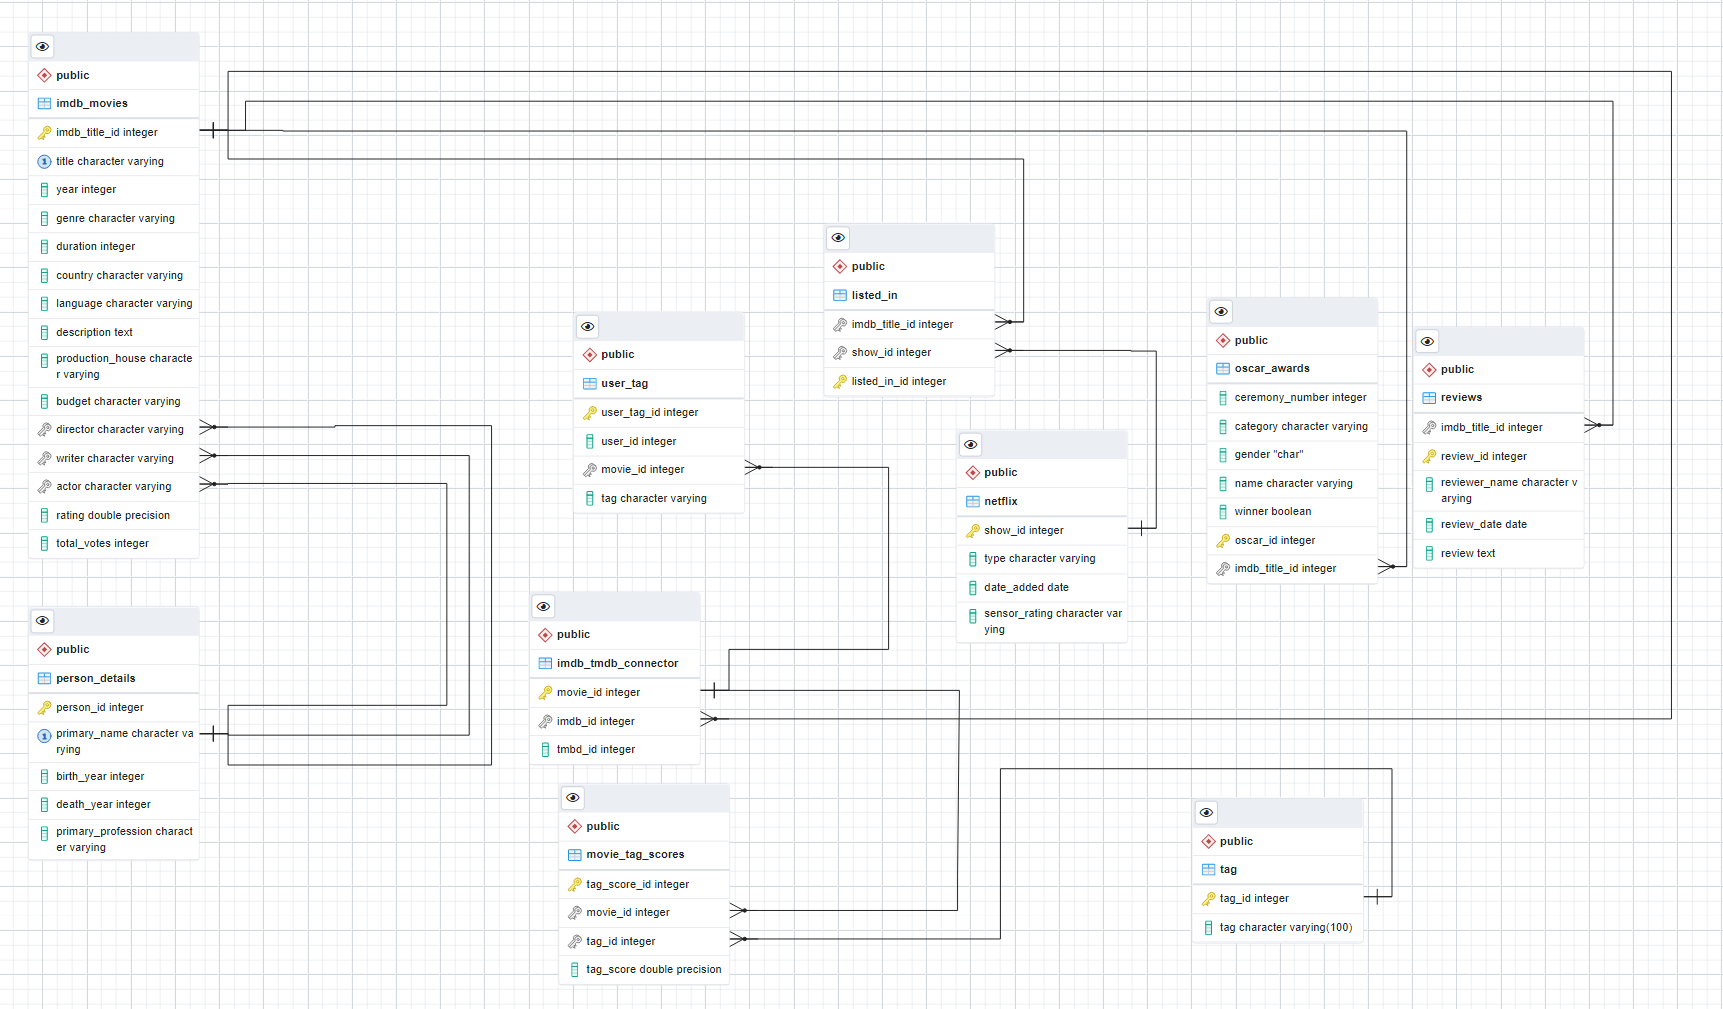 public
imdb_movies
imdb_title_id integer
1 title character varying
year integer
genre character varying
duration integer
country character varying
language character varying
description text
production_house characte
r varying
budget character varying
director character varying
writer character varying
actor character varying
rating double precision
total_votes integer
public
person_details
person_id integer
1 primary_name character va
rying
birth_year integer
death_year integer
primary_profession charact
er varying
public
user_tag
user_tag_id integer
user_id integer
movie_id integer
tag character varying
public
imdb_tmdb_connector
movie_id integer
imdb_id integer
tmbd_id integer
public
movie_tag_scores
tag_score_id integer
movie_id integer
tag_id integer
tag_score double precision
public
listed_in
imdb_title_id integer
show_id integer
listed_in_id integer
public
netflix
show_id integer
type character varying
date_added date
sensor_rating character var
ying
public
oscar_awards
ceremony_number integer
category character varying
gender "char"
name character varying
winner boolean
oscar_id integer
imdb_title_id integer
public
reviews
imdb_title_id integer
review_id integer
reviewer_name character v
arying
review_date date
review text
public
tag
tag_id integer
tag character varying(100)